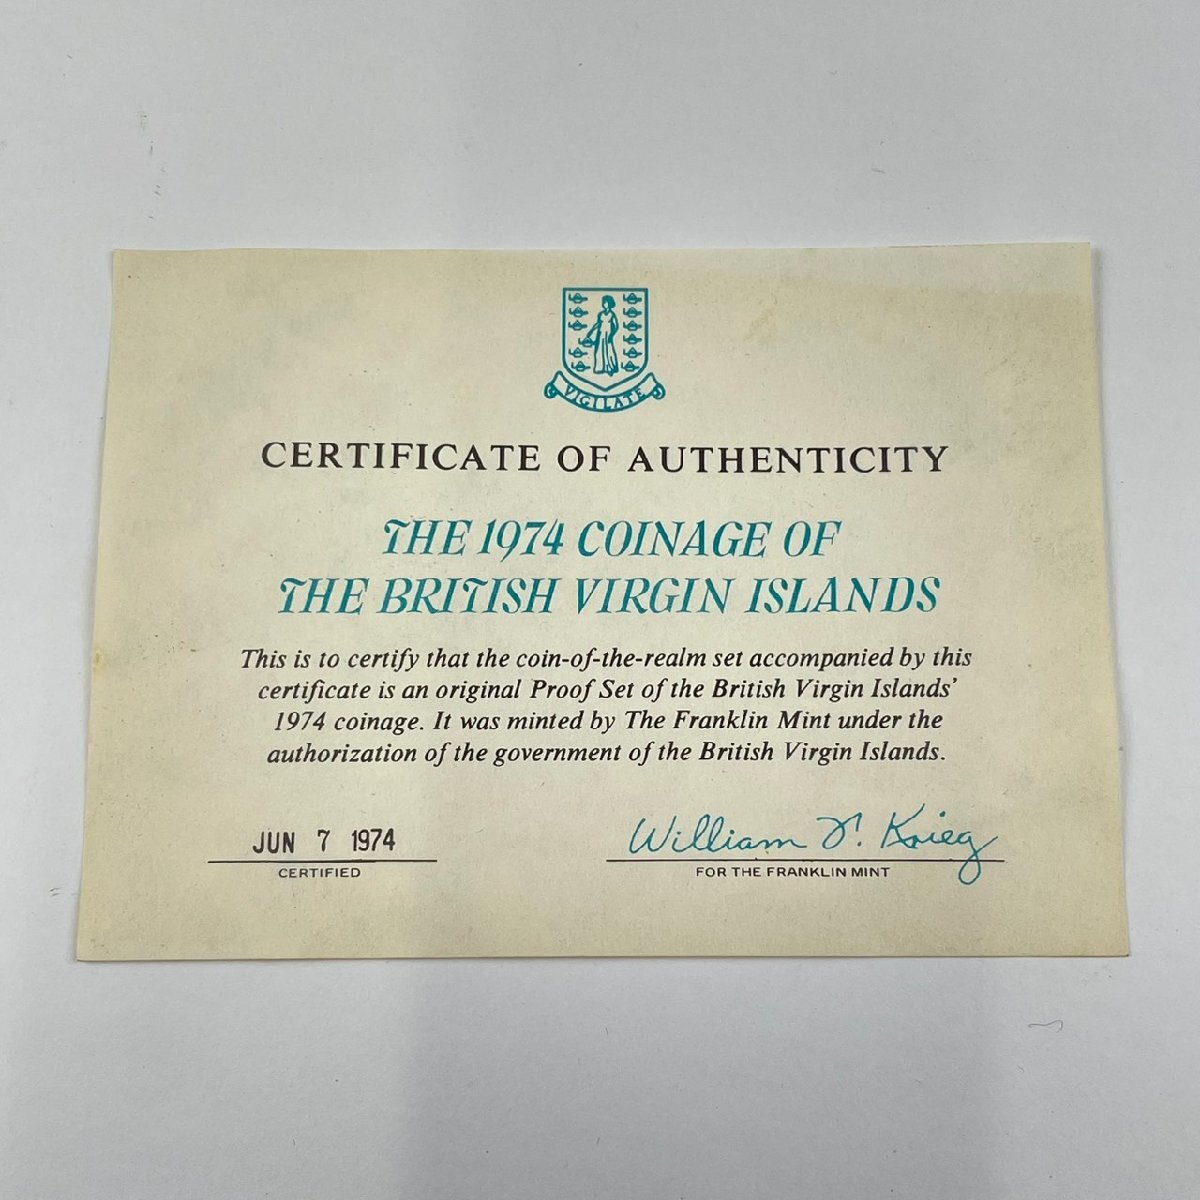 VIGILATE
CERTIFICATE OF AUTHENTICITY
THE 1974 COINAGE OF
THE BRITISH VIRGIN ISLANDS
This is to certify that the coin-of-the-realm set accompanied by this
certificate is an original Proof Set of the British Virgin Islands'
1974 coinage. It was minted by The Franklin Mint under the
authorization of the government of the British Virgin Islands.
JUN 7 1974
CERTIFIED
William T. Krieg
FOR THE FRANKLIN MINT